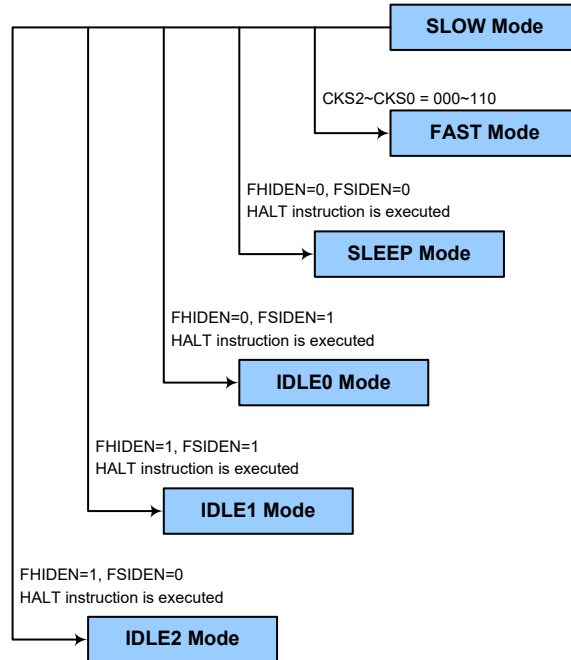 SLOW Mode
CKS2~CKS0 = 000~110
FAST Mode
FHIDEN=0, FSIDEN=0
HALT instruction is executed
SLEEP Mode
FHIDEN=0, FSIDEN=1
HALT instruction is executed
IDLE0 Mode
FHIDEN=1, FSIDEN=1
HALT instruction is executed
IDLE1 Mode
FHIDEN=1, FSIDEN=0
HALT instruction is executed
IDLE2 Mode